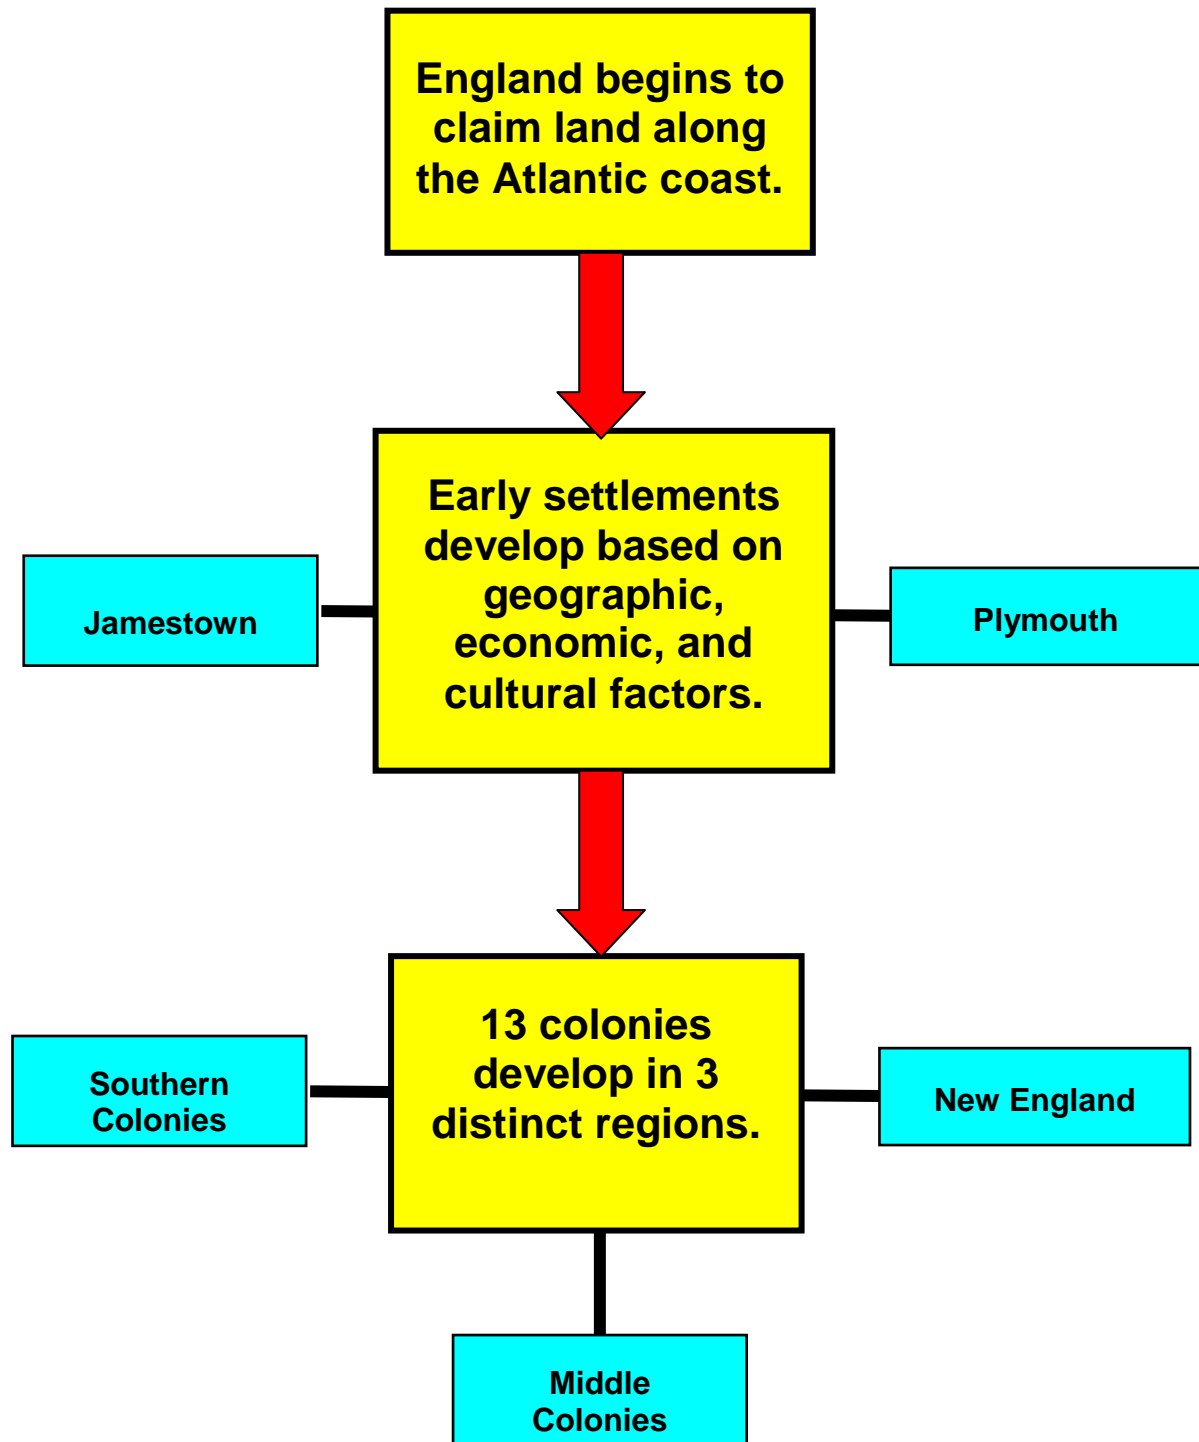 England begins to
claim land along
the Atlantic coast.
Early settlements
develop based on
geographic,
economic, and
cultural factors.
Jamestown
Plymouth
13 colonies
develop in 3
distinct regions.
Southern
Colonies
New England
Middle
Colonies